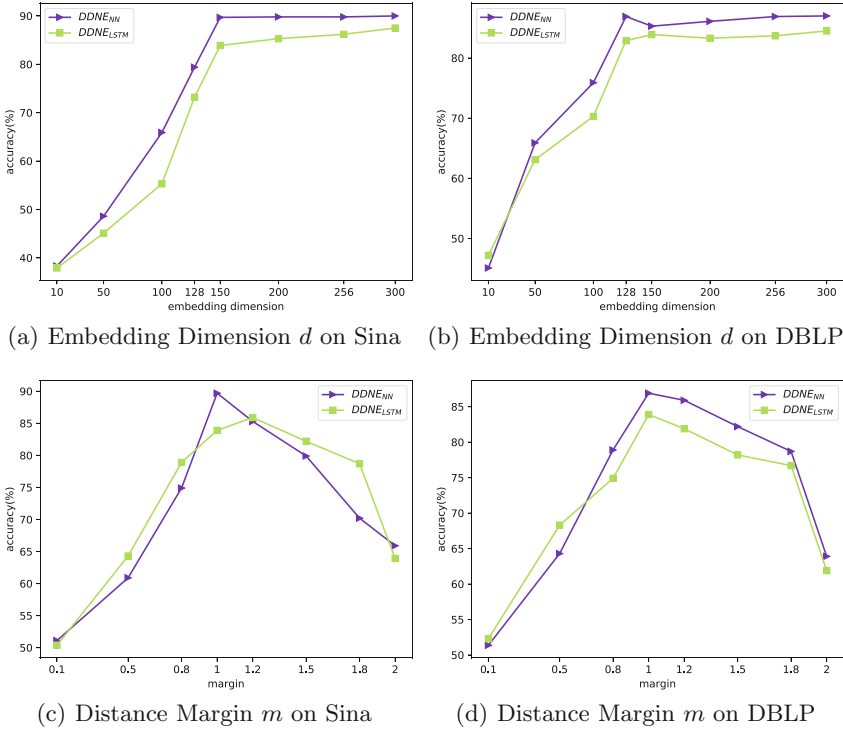 90
80
70
60
50
40
accuracy(%)
DDNE_NN
DDNE_LSTM
10 50 100 128 150 200 256 300
embedding dimension
(a) Embedding Dimension d on Sina
80
70
60
50
accuracy(%)
DDNE_NN
DDNE_LSTM
10 50 100 128 150 200 256 300
embedding dimension
(b) Embedding Dimension d on DBLP
90
85
80
75
70
65
60
55
50
accuracy(%)
DDNE_NN
DDNE_LSTM
0.1 0.5 0.8 1 1.2 1.5 1.8 2
margin
(c) Distance Margin m on Sina
85
80
75
70
65
60
55
50
accuracy(%)
DDNE_NN
DDNE_LSTM
0.1 0.5 0.8 1 1.2 1.5 1.8 2
margin
(d) Distance Margin m on DBLP